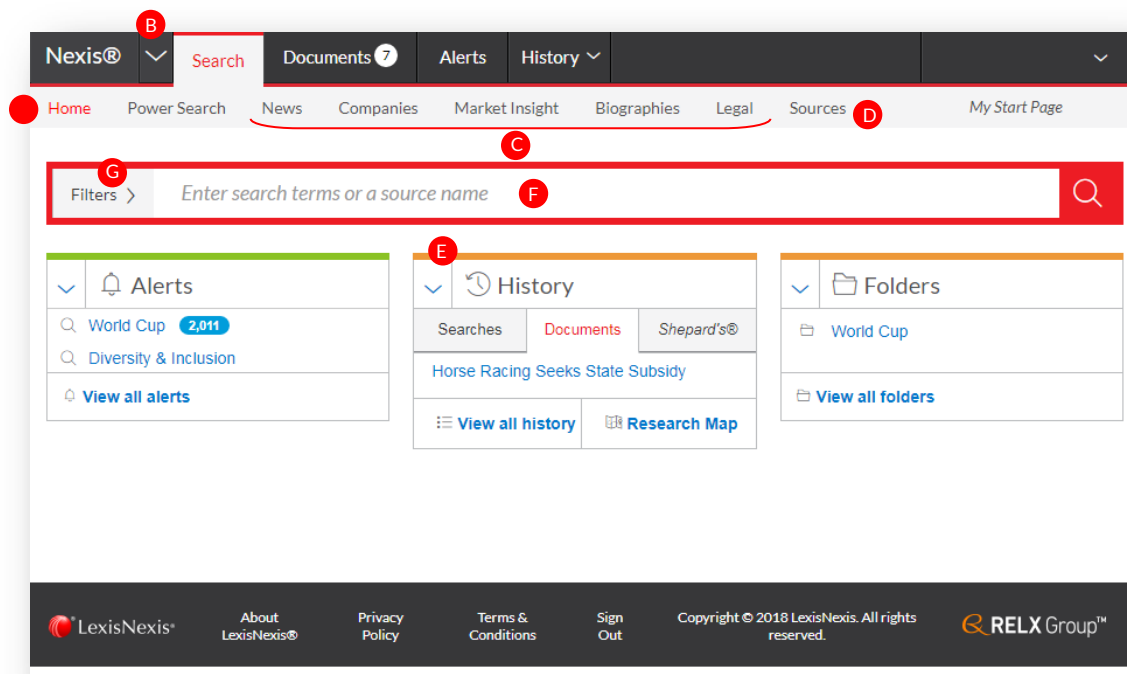 B
Nexis® Search Documents 7 Alerts History
Home Power Search News Companies Market Insight Biographies Legal Sources D My Start Page
C
G
Filters Enter search terms or a source name F
E
Alerts
World Cup 2,011
Diversity & Inclusion
View all alerts
History
Searches Documents Shepard's®
Horse Racing Seeks State Subsidy
View all history Research Map
Folders
World Cup
View all folders
LexisNexis®
About
LexisNexis®
Privacy
Policy
Terms &
Conditions
Sign
Out
Copyright © 2018 LexisNexis. All rights
reserved.
RELX Group™